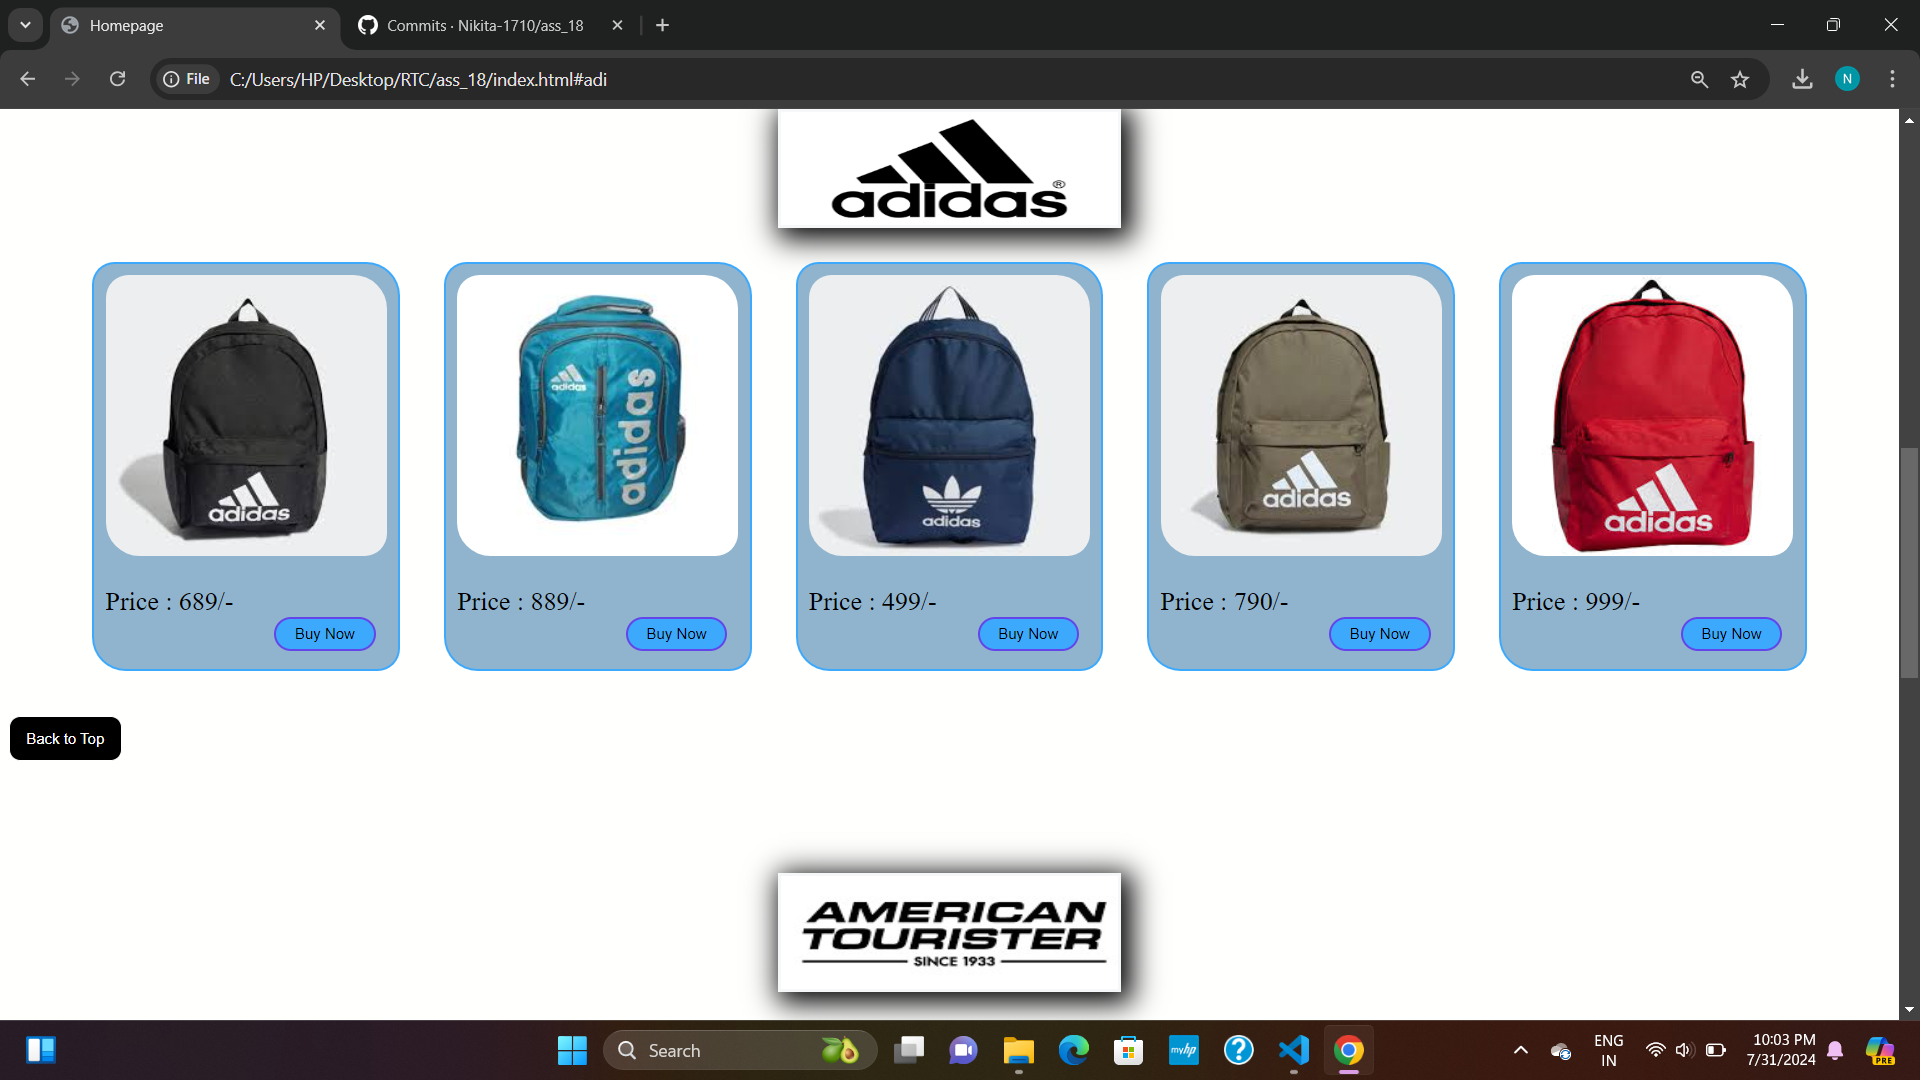 Homepage
Commits · Nikita-1710/ass_18
File
C:/Users/HP/Desktop/RTC/ass_18/index.html#adi
N
adidas®
adidas
adidas
adidas
adidas
adidas
adidas
Price : 689/-
Price : 889/-
Price : 499/-
Price : 790/-
Price : 999/-
Buy Now
Buy Now
Buy Now
Buy Now
Buy Now
Back to Top
AMERICAN
TOURISTER
SINCE 1933
Search
myhp
ENG
IN
10:03 PM
7/31/2024
PRE